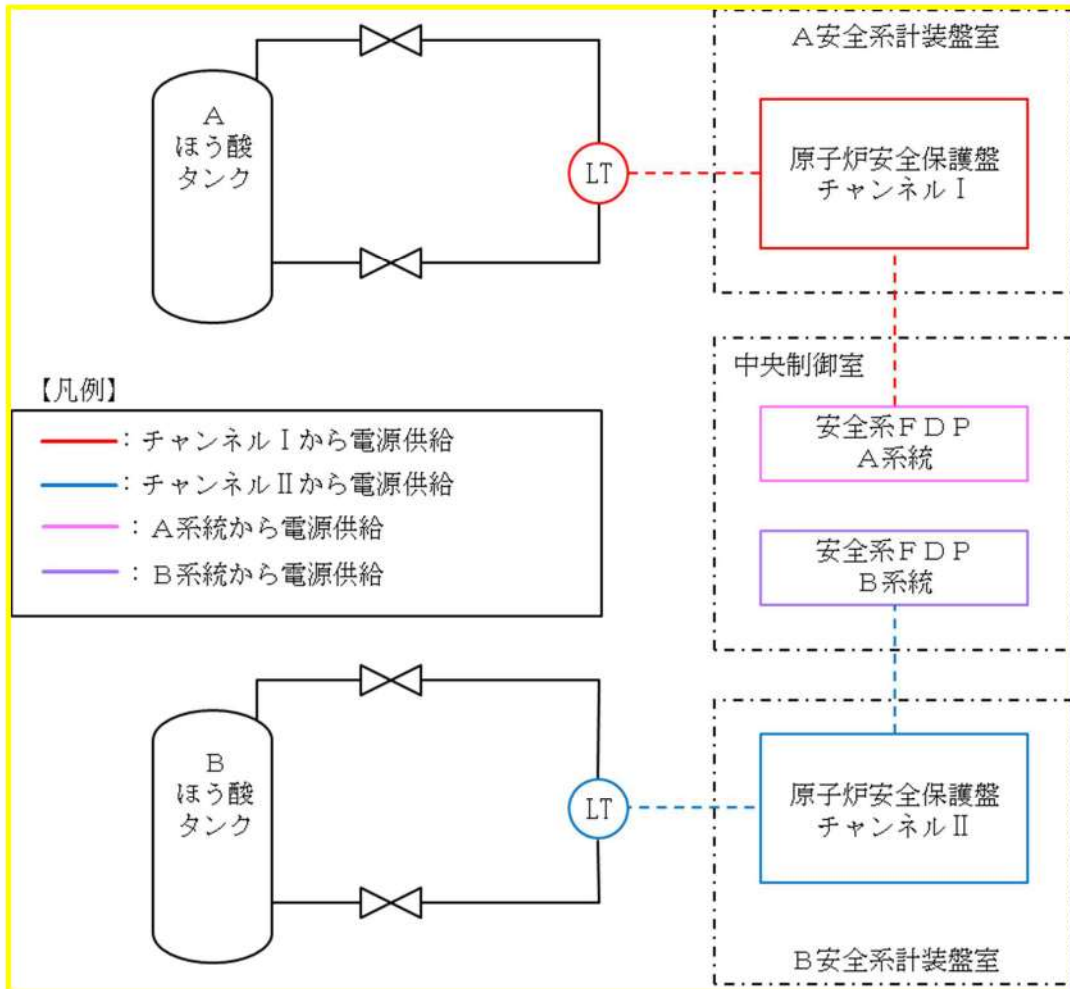 A安全系計装盤室
A
ほう酸
タンク
LT
原子炉安全保護盤
チャンネルⅠ
中央制御室
安全系FDP
A系統
安全系FDP
B系統
【凡例】
:チャンネルⅠから電源供給
:チャンネルⅡから電源供給
:A系統から電源供給
:B系統から電源供給
B
ほう酸
タンク
LT
原子炉安全保護盤
チャンネルⅡ
B安全系計装盤室